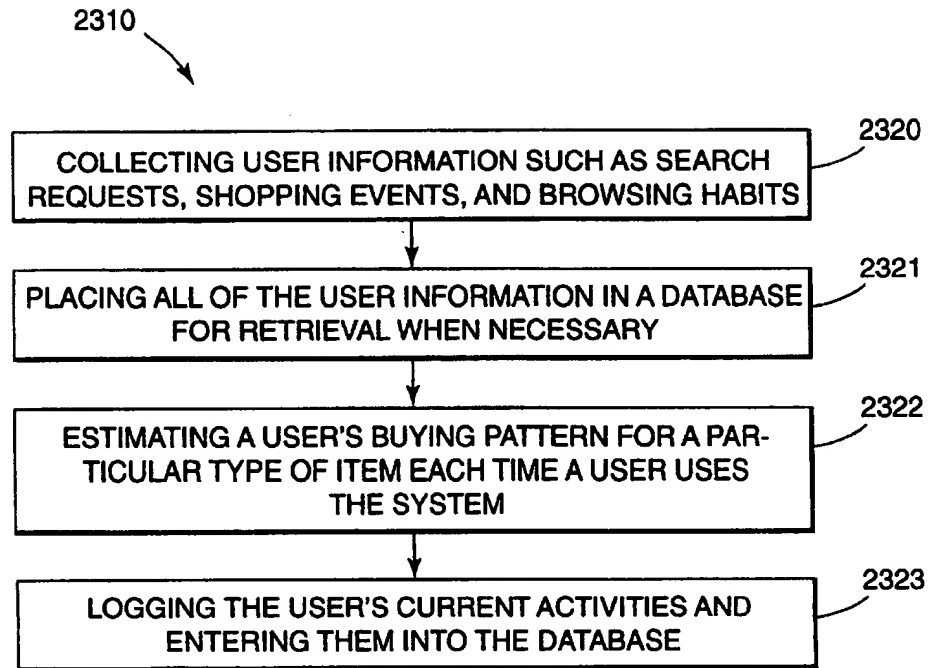 2310
2320
COLLECTING USER INFORMATION SUCH AS SEARCH
REQUESTS, SHOPPING EVENTS, AND BROWSING HABITS
2321
PLACING ALL OF THE USER INFORMATION IN A DATABASE
FOR RETRIEVAL WHEN NECESSARY
2322
ESTIMATING A USER'S BUYING PATTERN FOR A PAR-
TICULAR TYPE OF ITEM EACH TIME A USER USES
THE SYSTEM
2323
LOGGING THE USER'S CURRENT ACTIVITIES AND
ENTERING THEM INTO THE DATABASE